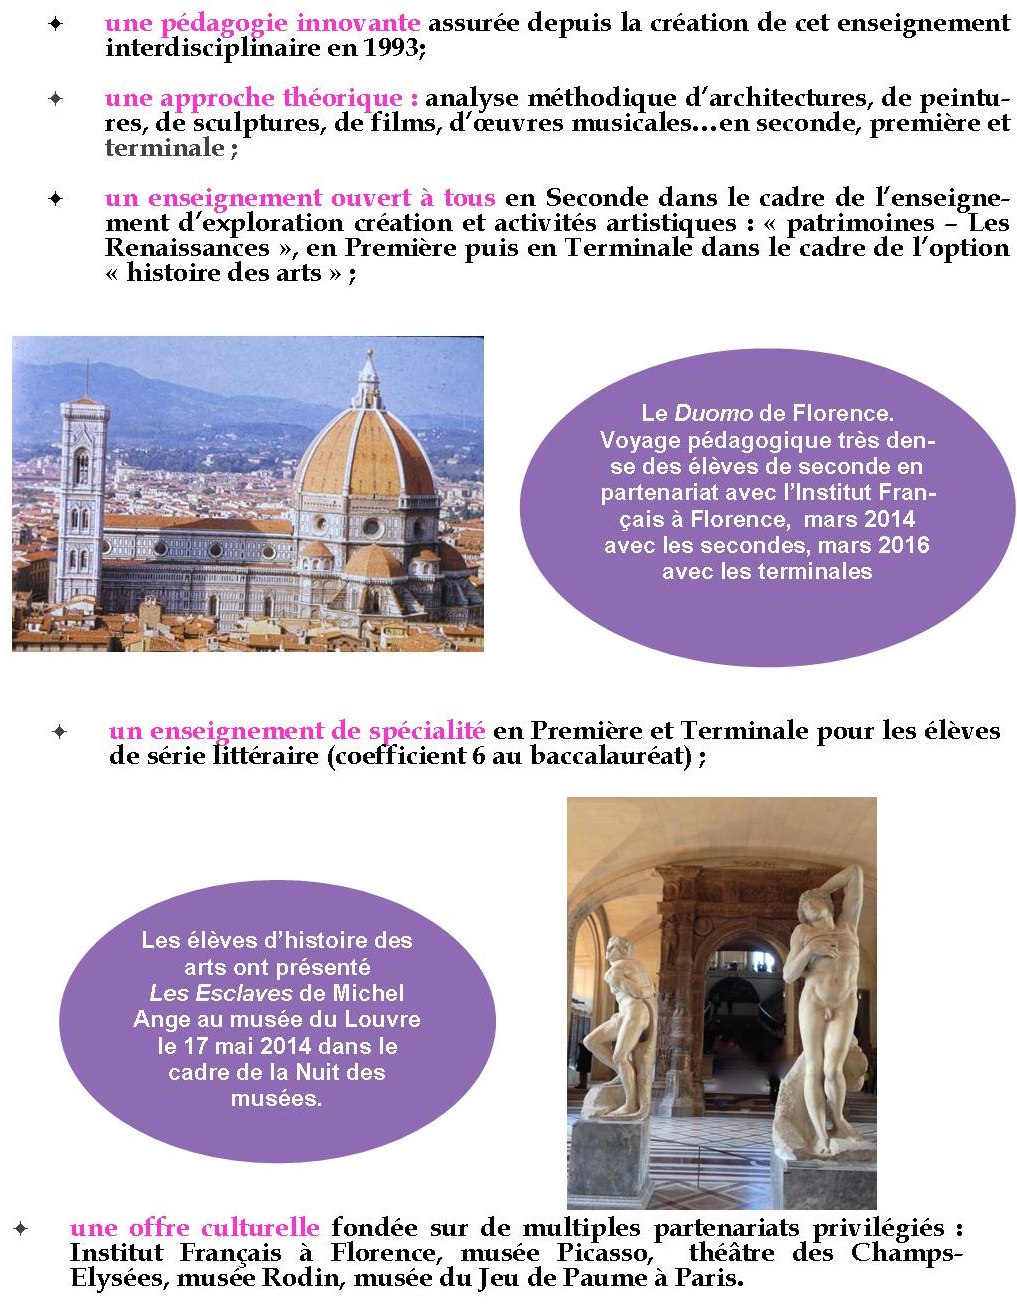 une pédagogie innovante assurée depuis la création de cet enseignement
interdisciplinaire en 1993;
une approche théorique : analyse méthodique d’architectures, de peintu-
res, de sculptures, de films, d’œuvres musicales…en seconde, première et
terminale ;
un enseignement ouvert à tous en Seconde dans le cadre de l’enseigne-
ment d’exploration création et activités artistiques : « patrimoines – Les
Renaissances », en Première puis en Terminale dans le cadre de l’option
« histoire des arts » ;
Le Duomo de Florence.
Voyage pédagogique très den-
se des élèves de seconde en
partenariat avec l’Institut Fran-
çais à Florence,  mars 2014
avec les secondes, mars 2016
avec les terminales
un enseignement de spécialité en Première et Terminale pour les élèves
de série littéraire (coefficient 6 au baccalauréat) ;
Les élèves d’histoire des
arts ont présenté
Les Esclaves de Michel
Ange au musée du Louvre
le 17 mai 2014 dans le
cadre de la Nuit des
musées.
une offre culturelle fondée sur de multiples partenariats privilégiés :
Institut Français à Florence, musée Picasso,  théâtre des Champs-
Elysées, musée Rodin, musée du Jeu de Paume à Paris.